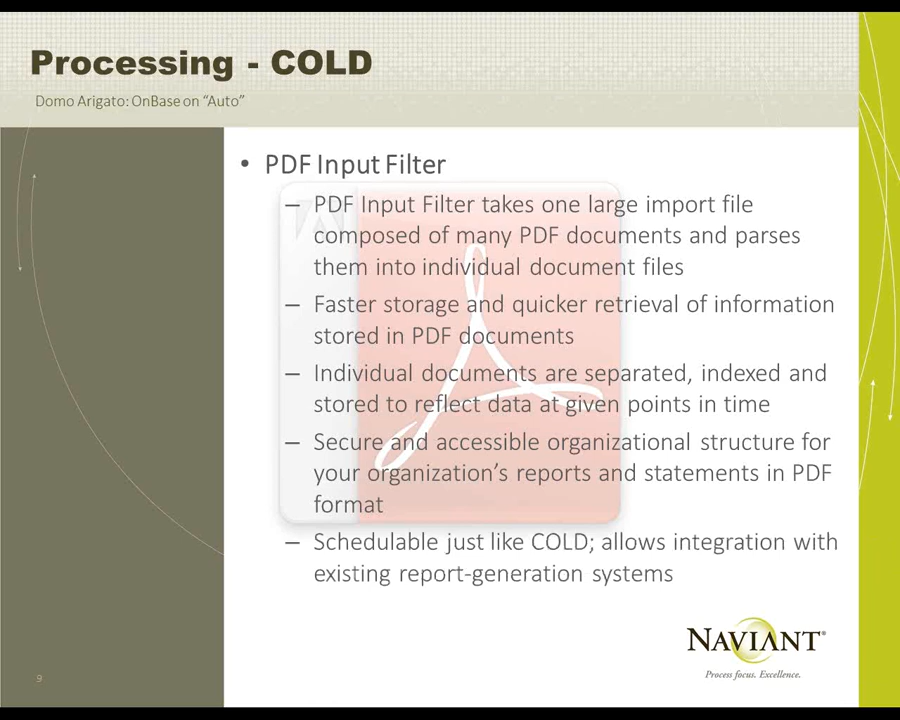 Processing - COLD
Domo Arigato: OnBase on “Auto”
• PDF Input Filter
– PDF Input Filter takes one large import file
composed of many PDF documents and parses
them into individual document files
– Faster storage and quicker retrieval of information
stored in PDF documents
– Individual documents are separated, indexed and
stored to reflect data at given points in time
– Secure and accessible organizational structure for
your organization’s reports and statements in PDF
format
– Schedulable just like COLD; allows integration with
existing report-generation systems
NAVIANT®
Process focus. Excellence.
9